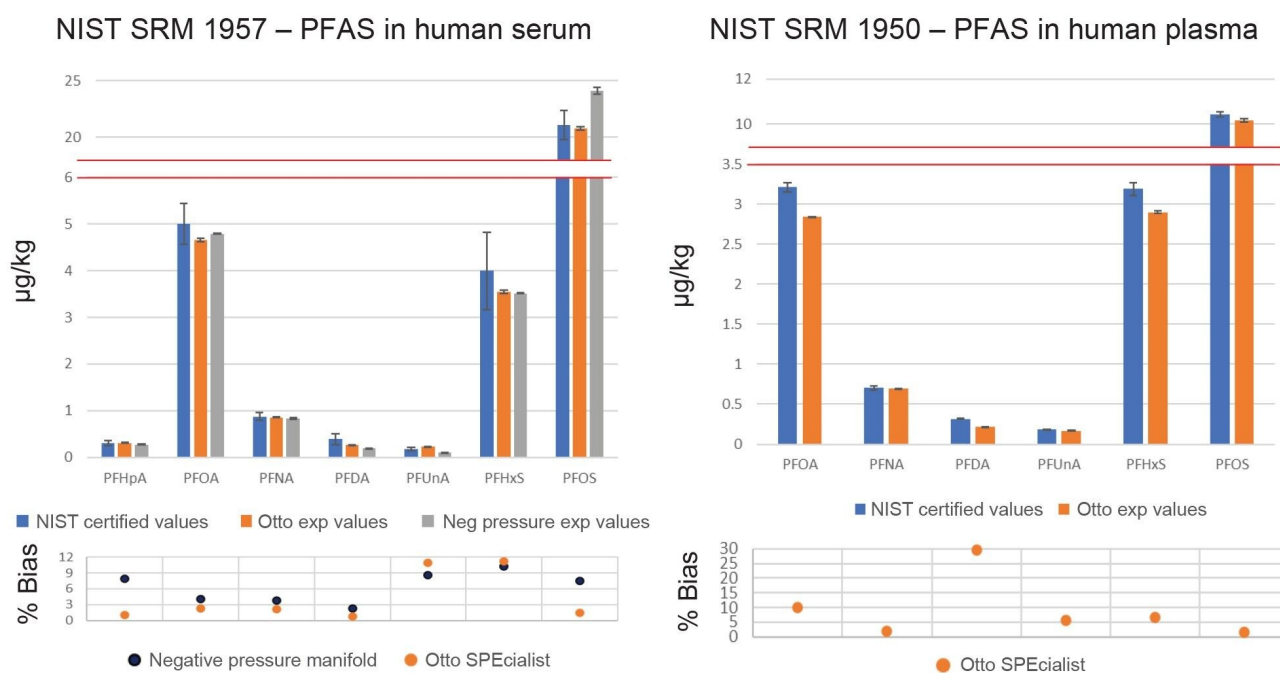 NIST SRM 1957 – PFAS in human serum
25
20
6
5
4
3
2
1
0
µg/kg
PFHpA PFOA PFNA PFDA PFUnA PFHxS PFOS
NIST certified values Otto exp values Neg pressure exp values
% Bias
12
9
6
3
0
Negative pressure manifold Otto SPEcialist
NIST SRM 1950 – PFAS in human plasma
12
10
3.5
3
2.5
2
1.5
1
0.5
0
µg/kg
PFOA PFNA PFDA PFUnA PFHxS PFOS
NIST certified values Otto exp values
% Bias
30
25
20
15
10
5
0
Otto SPEcialist